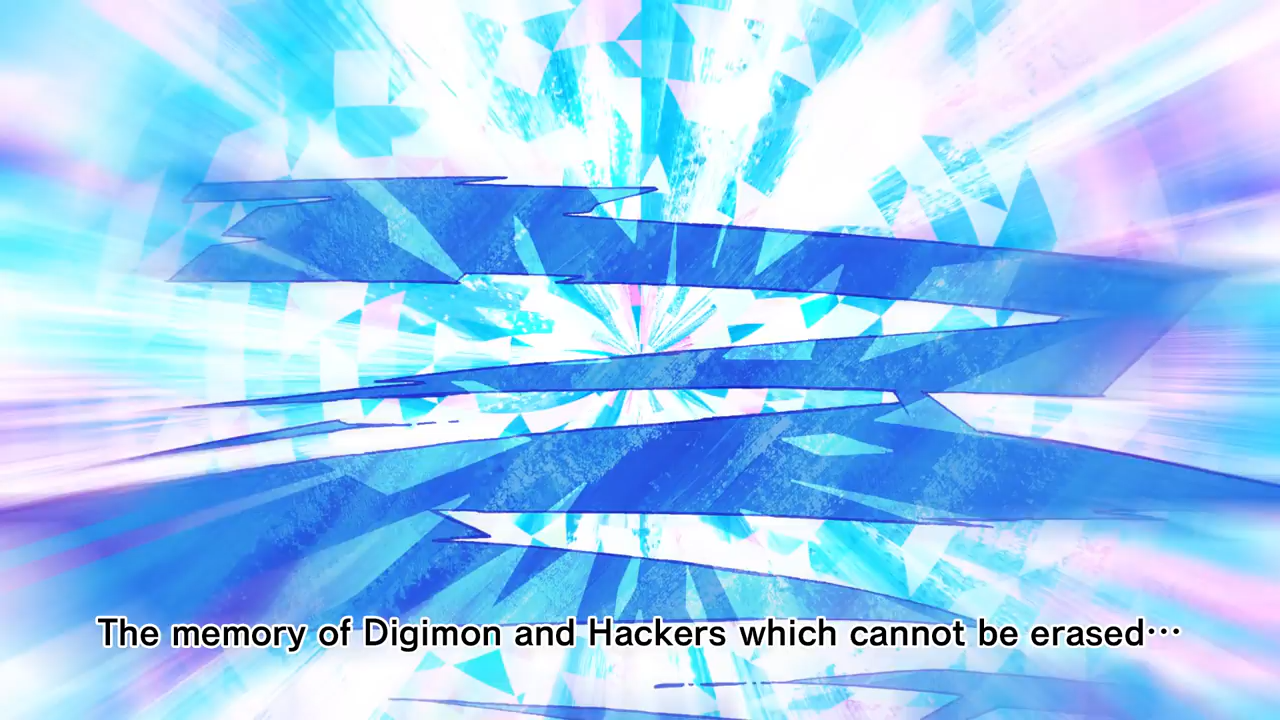 The memory of Digimon and Hackers which cannot be erased…